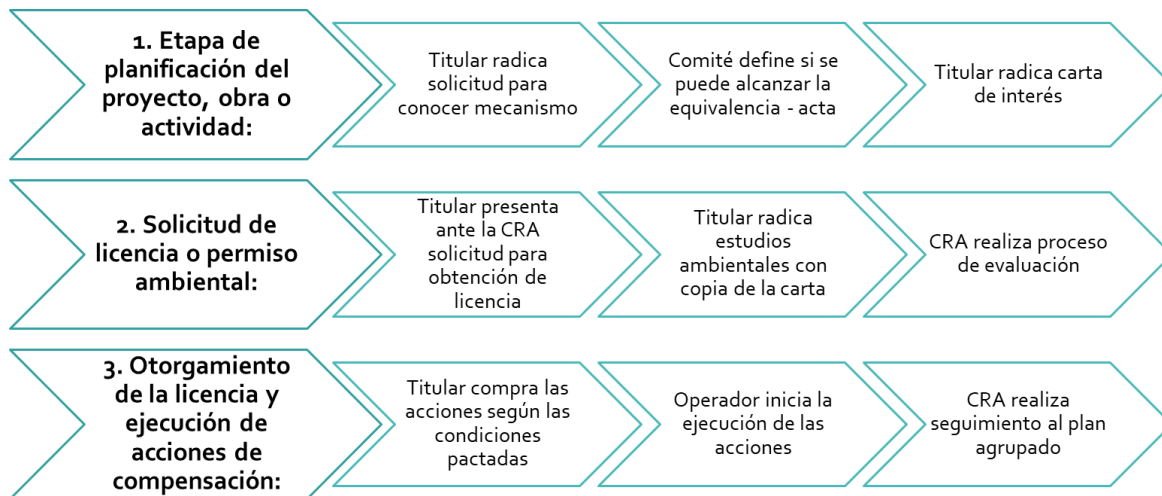 1. Etapa de
planificación del
proyecto, obra o
actividad:
Titular radica
solicitud para
conocer mecanismo
Comité define si se
puede alcanzar la
equivalencia - acta
Titular radica carta
de interés
2. Solicitud de
licencia o permiso
ambiental:
Titular presenta
ante la CRA
solicitud para
obtención de
licencia
Titular radica
estudios
ambientales con
copia de la carta
CRA realiza proceso
de evaluación
3. Otorgamiento
de la licencia y
ejecución de
acciones de
compensación:
Titular compra las
acciones según las
condiciones
pactadas
Operador inicia la
ejecución de las
acciones
CRA realiza
seguimiento al plan
agrupado